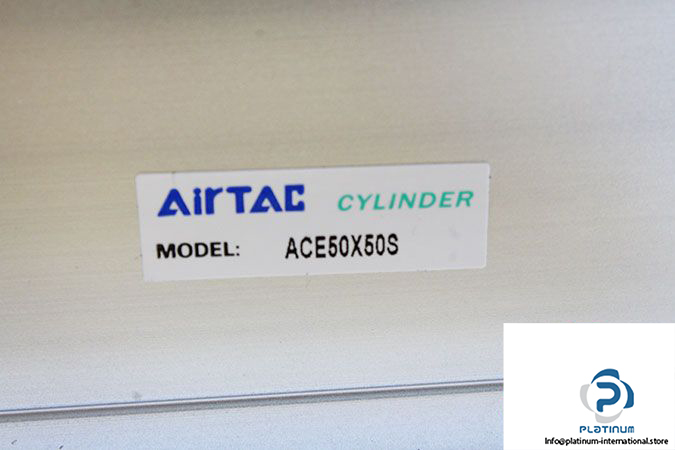 AirTAC CYLINDER
MODEL: ACE50X50S
PLATINUM
Info@platinum-international.store